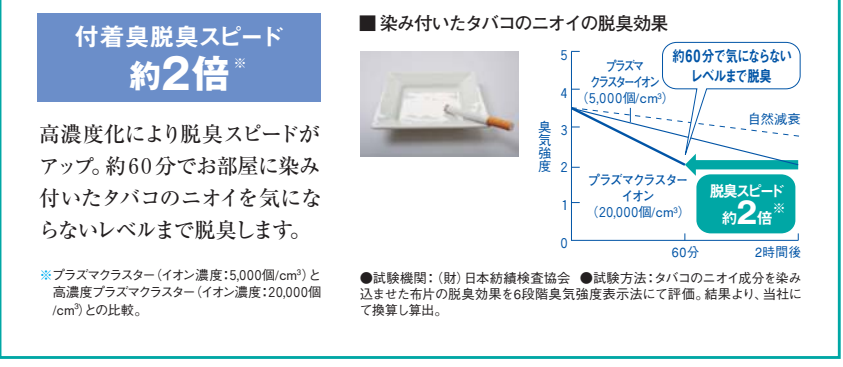 付着臭脱臭スピード
約2倍※
高濃度化により脱臭スピードが
アップ。約60分でお部屋に染み
付いたタバコのニオイを気にな
らないレベルまで脱臭します。
※プラズマクラスター(イオン濃度:5,000個/cm³)と
高濃度プラズマクラスター(イオン濃度:20,000個
/cm³)との比較。
■ 染み付いたタバコのニオイの脱臭効果
臭気強度
5
4
3
2
1
0
プラズマ
クラスターイオン
(5,000個/cm³)
約60分で気にならない
レベルまで脱臭
自然減衰
プラズマクラスター
イオン
(20,000個/cm³)
脱臭スピード
約2倍※
60分
2時間後
●試験機関:(財)日本紡績検査協会 ●試験方法:タバコのニオイ成分を染み
込ませた布片の脱臭効果を6段階臭気強度表示法にて評価。結果より、当社に
て換算し算出。